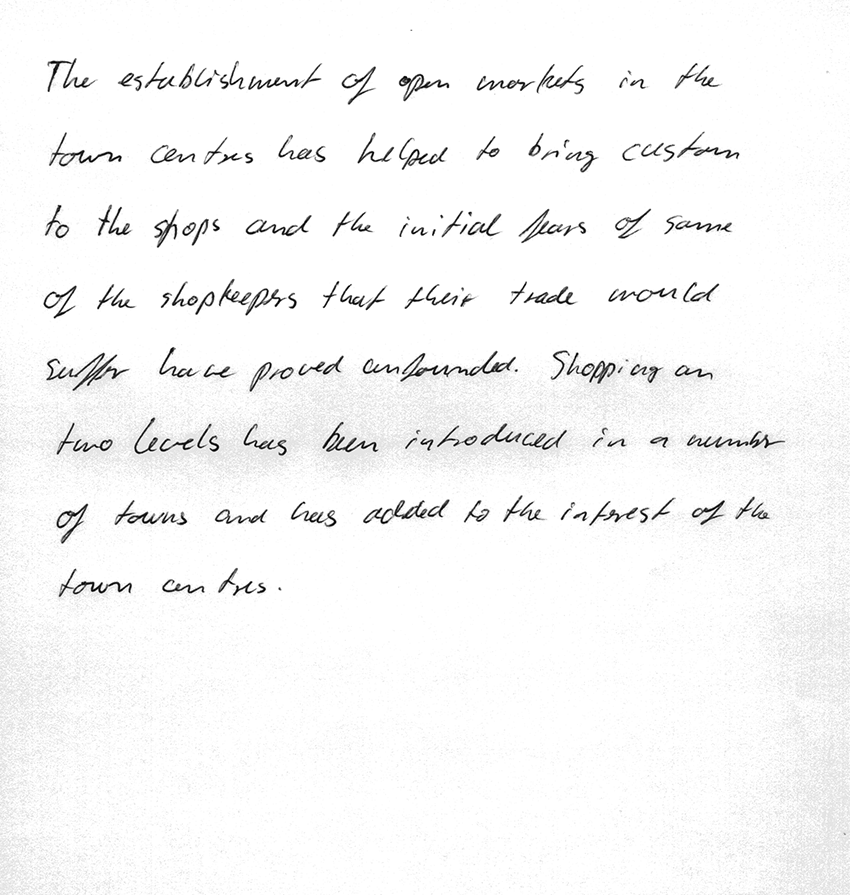 The establishment of open markets in the
town centres has helped to bring custom
to the shops and the initial fears of some
of the shopkeepers that their trade would
suffer have proved unfounded. Shopping on
two levels has been introduced in a number
of towns and has added to the interest of the
town centres.